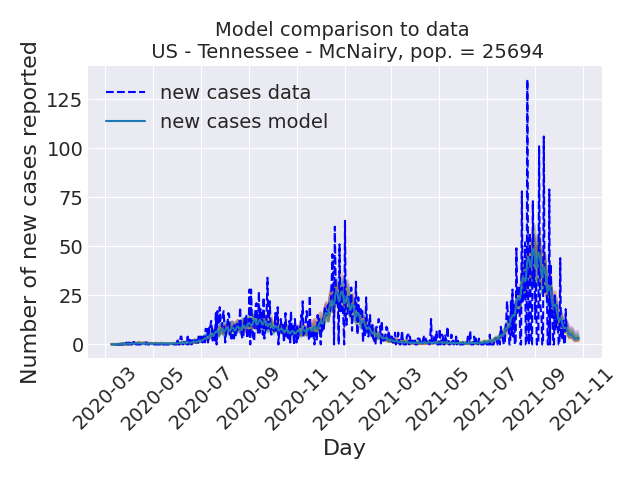 Model comparison to data
US - Tennessee - McNairy, pop. = 25694
Number of new cases reported
new cases data
new cases model
125
100
75
50
25
0
2020-03
2020-05
2020-07
2020-09
2020-11
2021-01
2021-03
2021-05
2021-07
2021-09
2021-11
Day